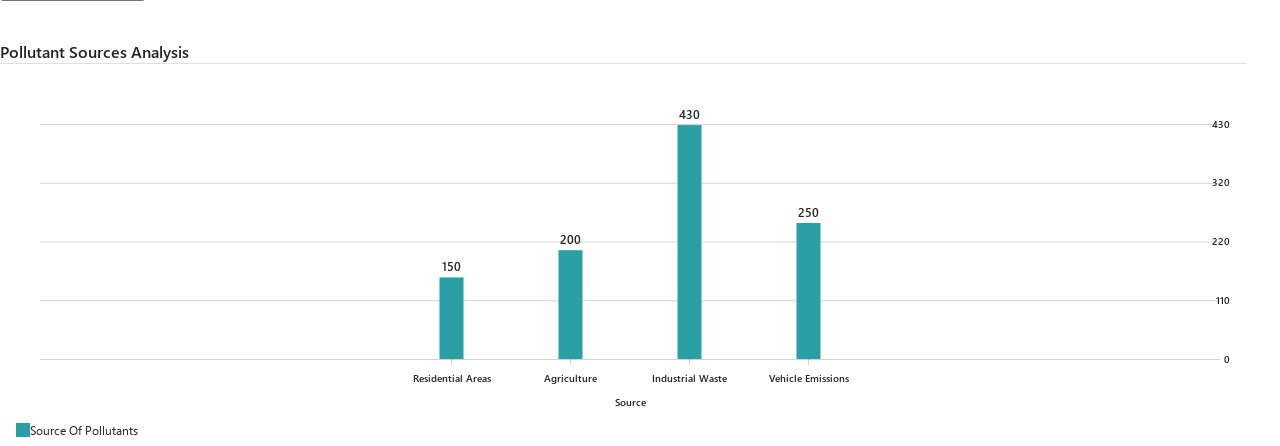 Pollutant Sources Analysis
430
430
320
250
220
200
150
110
0
Residential Areas Agriculture Industrial Waste Vehicle Emissions
Source
Source Of Pollutants